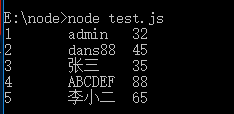 E:\node>node test.js
1 admin 32
2 dans88 45
3 张三 35
4 ABCDEF 88
5 李小二 65